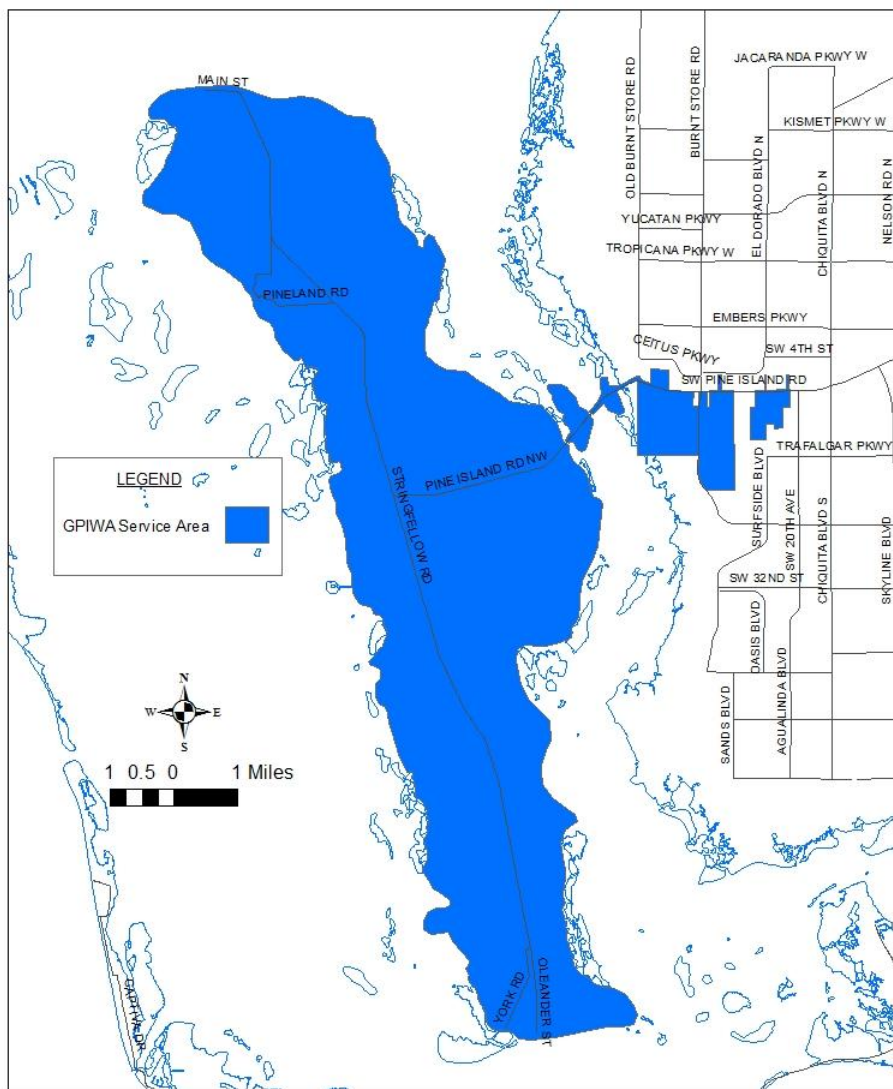 MAIN ST
JACARANDA PKWY W
OLD BURNT STORE RD
BURNT STORE RD
KISMET PKWY W
EL DORADO BLVD N
CHIQUITA BLVD N
NELSON RD N
YUCATAN PKWY
TROPICANA PKWY W
PINELAND RD
EMBERS PKWY
CEITUS PKWY
SW 4TH ST
SW PINE ISLAND RD
TRAFALGAR PKWY
PINE ISLAND RD NW
LEGEND
GPIWA Service Area
STRINGFELLOW RD
SURFSIDE BLVD
SW 20TH AVE
CHIQUITA BLVD S
SKYLINE BLVD
SW 32ND ST
OASIS BLVD
AGUALINDA BLVD
SANDS BLVD
N
W E
S
1 0.5 0 1 Miles
YORK RD
OLEANDER ST
CAPTIVA DR